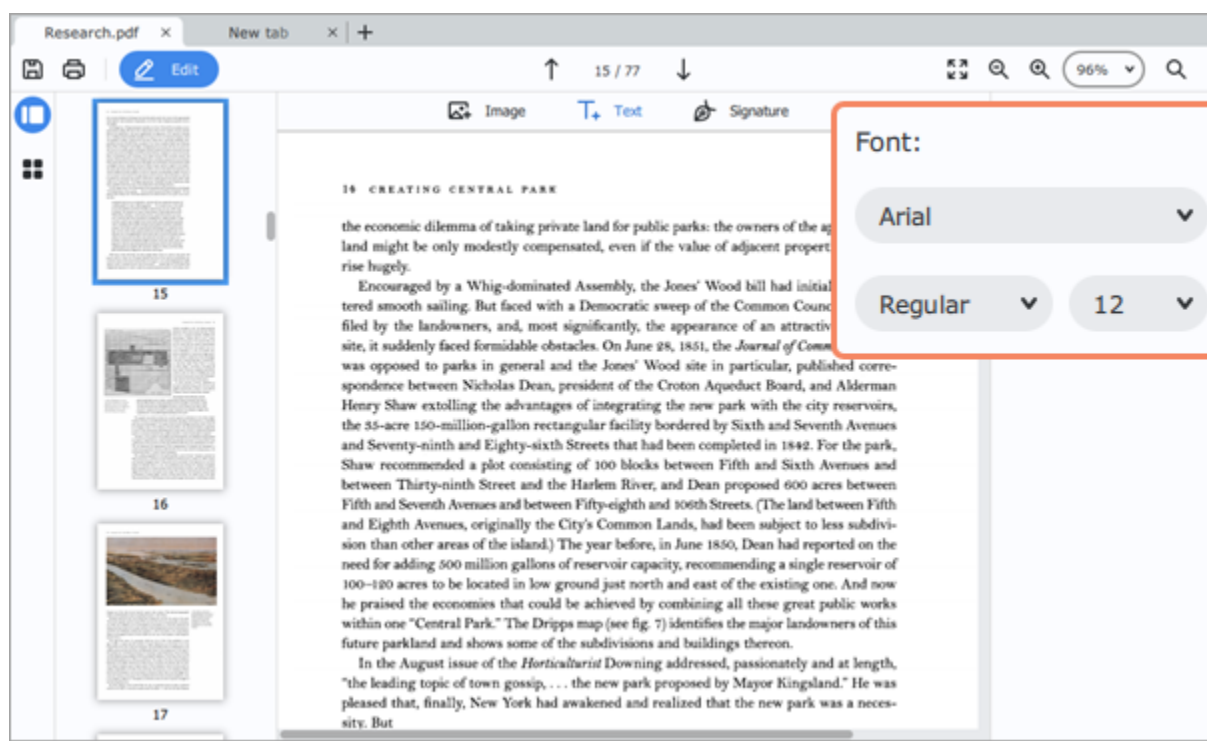 Research.pdf × New tab × +
Edit 15 / 77 96%
Image Text Signature
Font:
Arial
Regular 12
15
16
17
16 CREATING CENTRAL PARK
the economic dilemma of taking private land for public parks: the owners of the
land might be only modestly compensated, even if the value of adjacent
rise hugely.
Encouraged by a Whig-dominated Assembly, the Jones' Wood bill had
tered smooth sailing. But faced with a Democratic sweep of the Common
filed by the landowners, and, most significantly, the appearance of an
site, it suddenly faced formidable obstacles. On June 28, 1851, the Journal of
was opposed to parks in general and the Jones' Wood site in particular, published corre-
spondence between Nicholas Dean, president of the Croton Aqueduct Board, and Alderman
Henry Shaw extolling the advantages of integrating the new park with the city reservoirs,
the 35-acre 150-million-gallon rectangular facility bordered by Sixth and Seventh Avenues
and Seventy-ninth and Eighty-sixth Streets that had been completed in 1842. For the park,
Shaw recommended a plot consisting of 100 blocks between Fifth and Sixth Avenues and
between Thirty-ninth Street and the Harlem River, and Dean proposed 600 acres between
Fifth and Seventh Avenues and between Fifty-eighth and 106th Streets. (The land between Fifth
and Eighth Avenues, originally the City's Common Lands, had been subject to less subdivi-
sion than other areas of the island.) The year before, in June 1850, Dean had reported on the
need for adding 500 million gallons of reservoir capacity, recommending a single reservoir of
100–120 acres to be located in low ground just north and east of the existing one. And now
he praised the economies that could be achieved by combining all these great public works
within one "Central Park." The Dripps map (see fig. 7) identifies the major landowners of this
future parkland and shows some of the subdivisions and buildings thereon.
In the August issue of the Horticulturist Downing addressed, passionately and at length,
"the leading topic of town gossip, . . . the new park proposed by Mayor Kingsland." He was
pleased that, finally, New York had awakened and realized that the new park was a neces-
sity. But